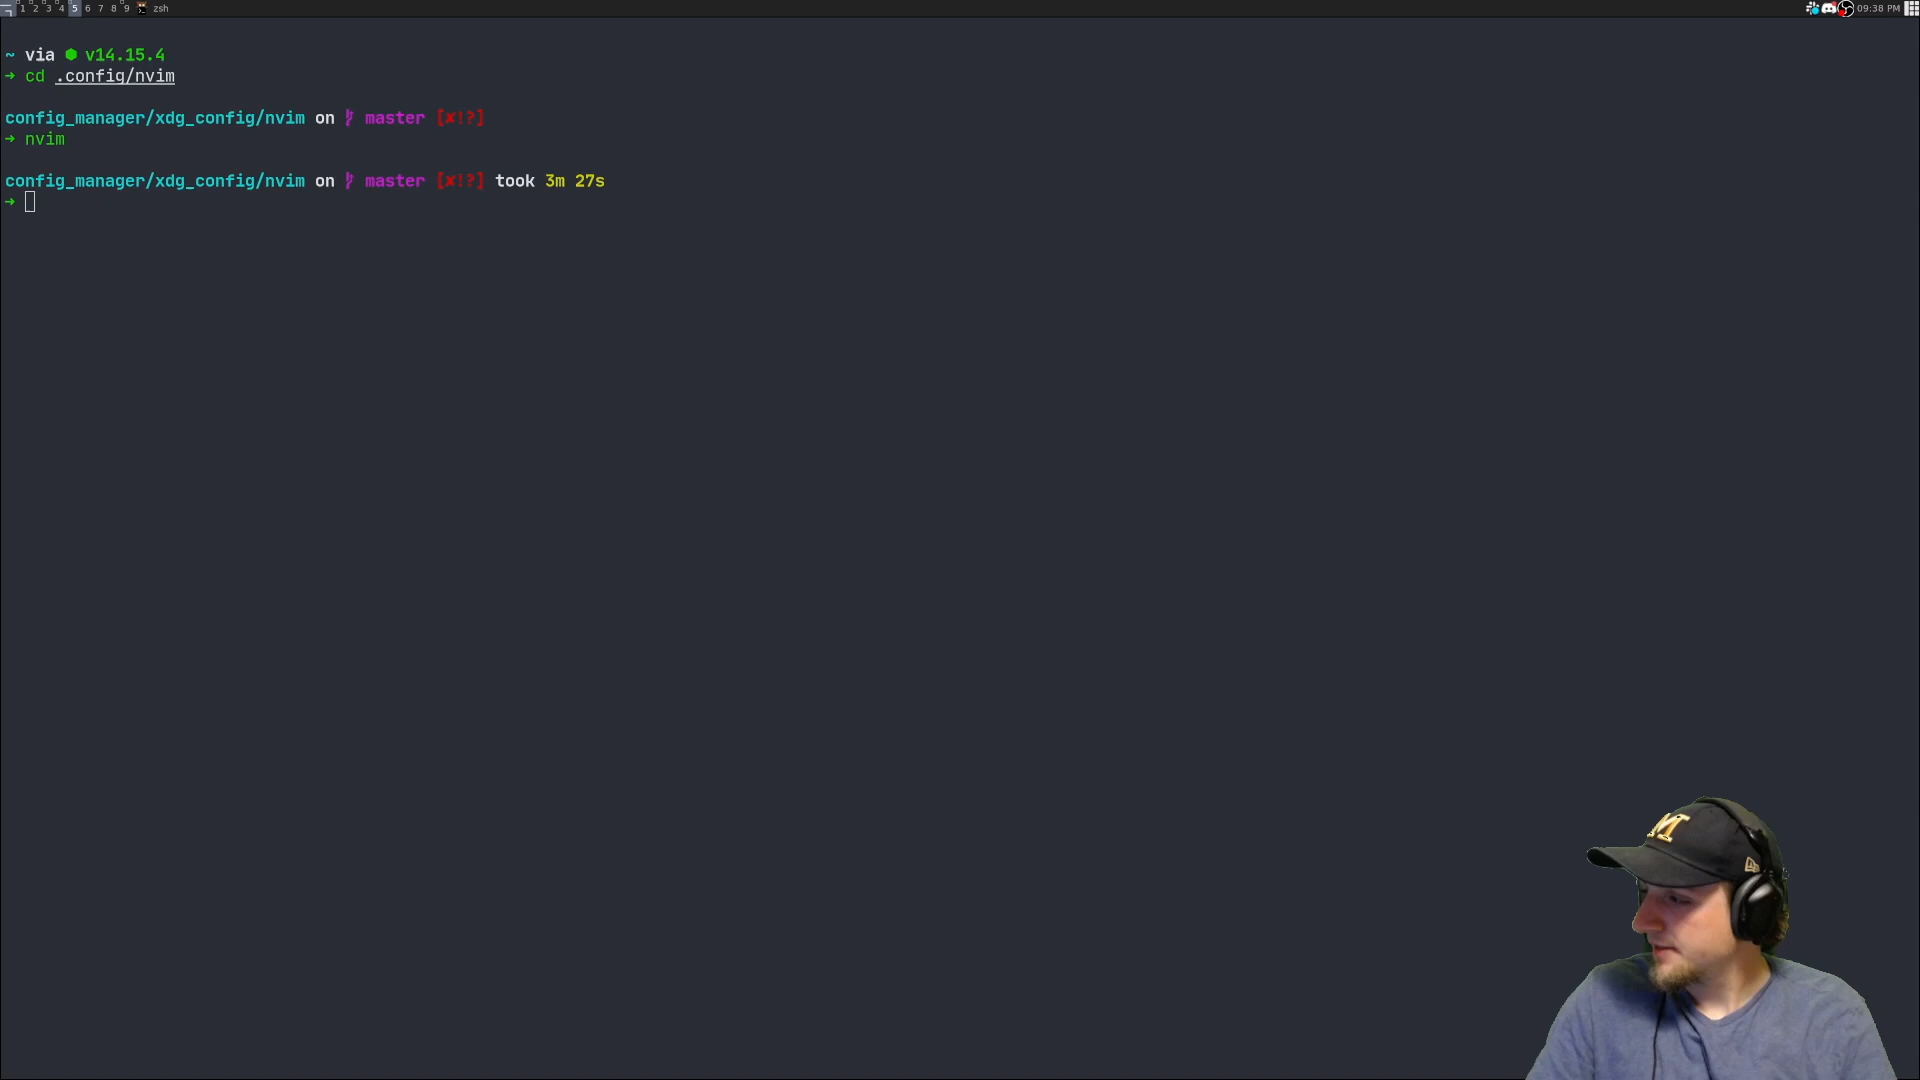 1 2 3 4 5 6 7 8 9 zsh
09:38 PM
~ via ⬢ v14.15.4
➜ cd .config/nvim
config_manager/xdg_config/nvim on master [✘!?]
➜ nvim
config_manager/xdg_config/nvim on master [✘!?] took 3m 27s
➜
M